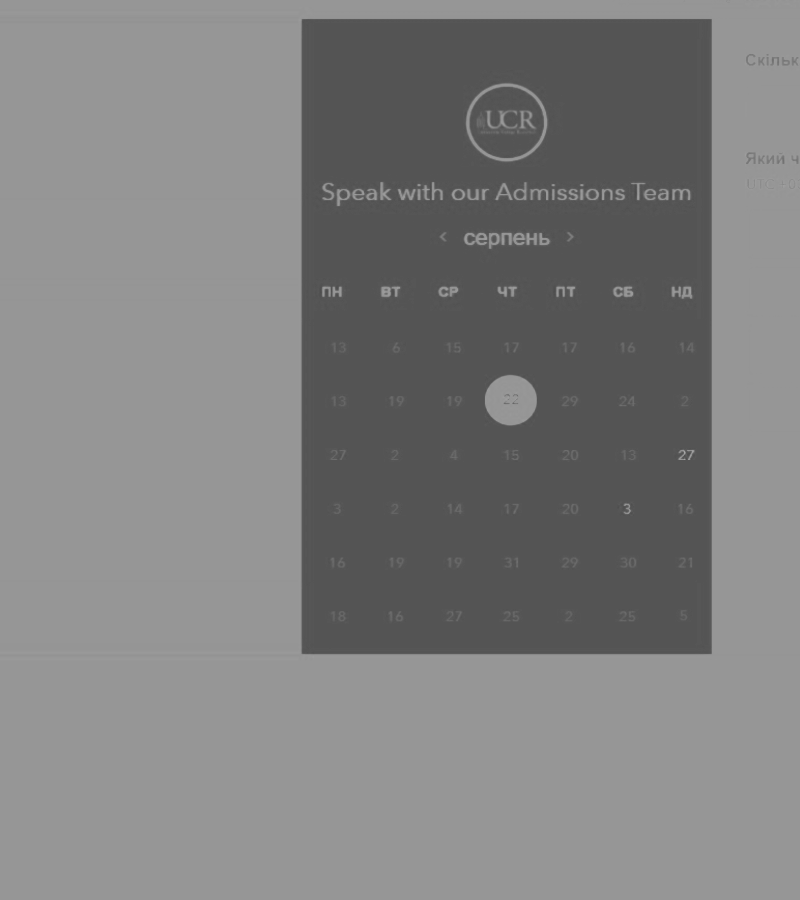 Скільк
UCR
Який ч
Speak with our Admissions Team
< серпень >
ПН ВТ СР ЧТ ПТ СБ НД
13 6 15 17 17 16 14
13 19 19 22 29 24 2
27 2 4 15 20 13 27
3 2 14 17 20 3 16
16 19 19 31 29 30 21
18 16 27 25 2 25 5